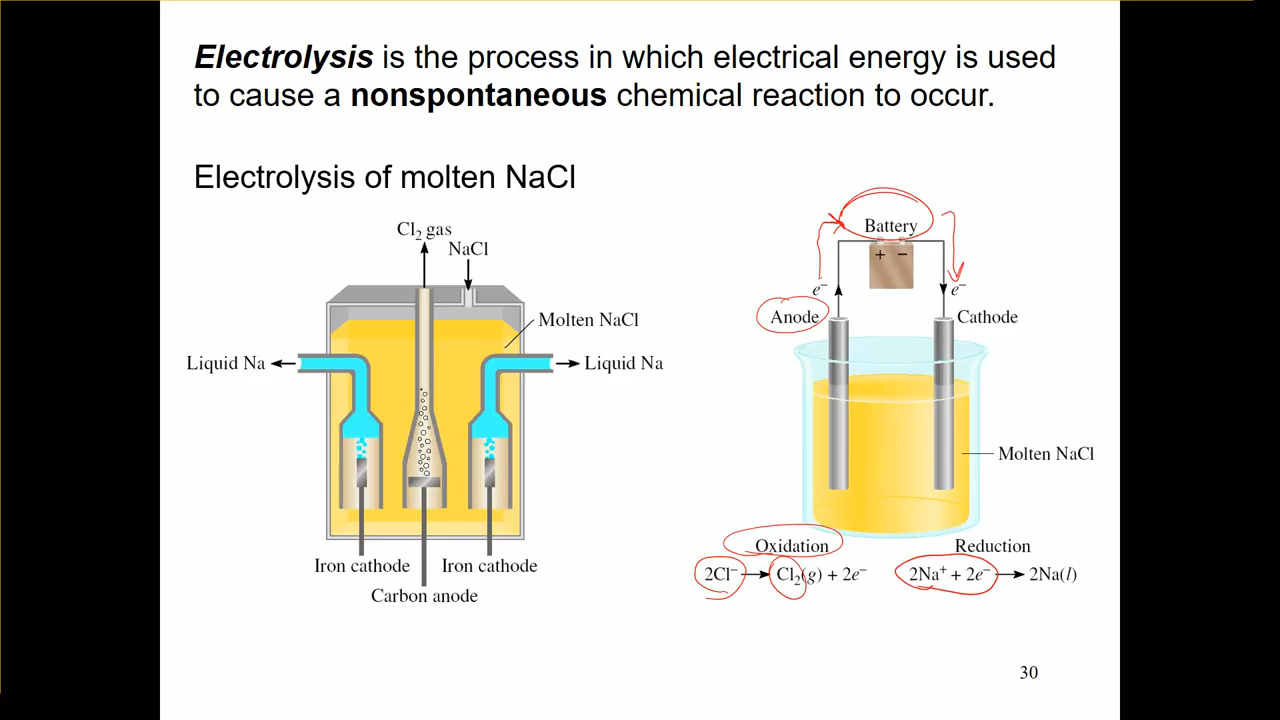 Electrolysis is the process in which electrical energy is used
to cause a nonspontaneous chemical reaction to occur.
Electrolysis of molten NaCl
Cl₂ gas
NaCl
Molten NaCl
Liquid Na
Liquid Na
Iron cathode
Iron cathode
Carbon anode
Battery
+ −
e⁻
e⁻
Anode
Cathode
Molten NaCl
Oxidation
2Cl⁻ → Cl₂(g) + 2e⁻
Reduction
2Na⁺ + 2e⁻ → 2Na(l)
30